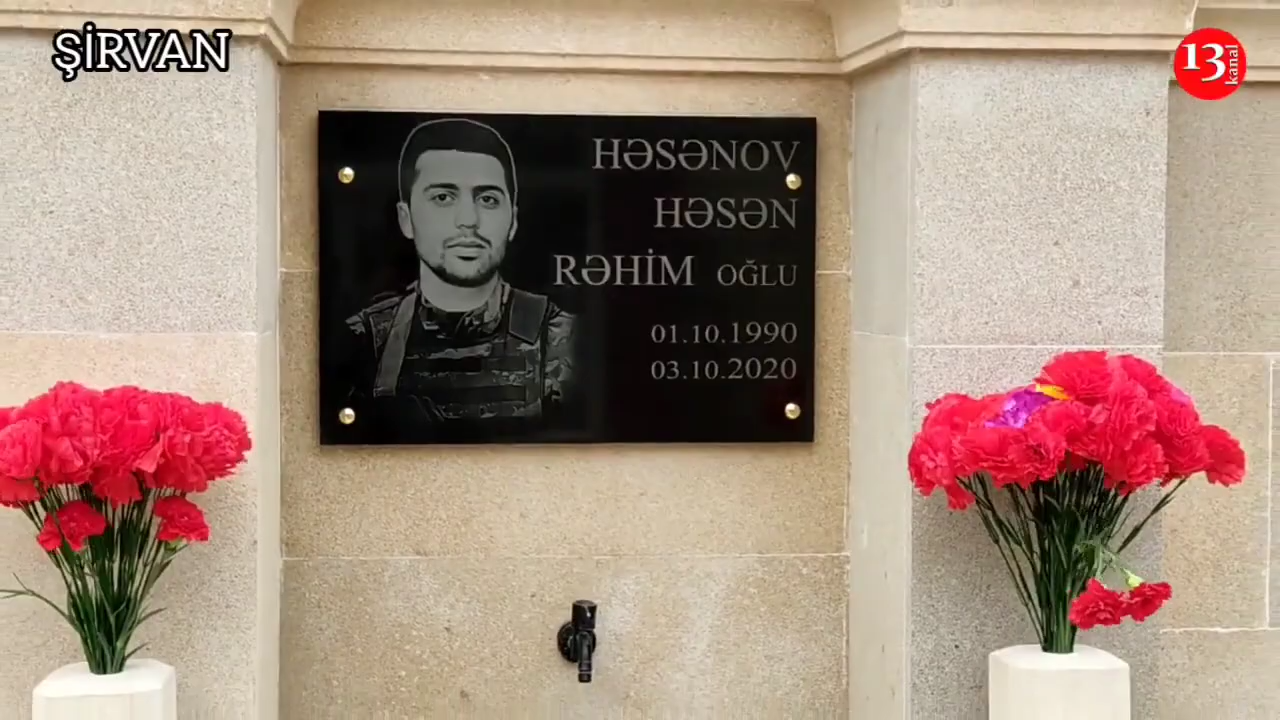 ŞİRVAN
13 kanal
HƏSƏNOV
HƏSƏN
RƏHİM OĞLU
01.10.1990
03.10.2020